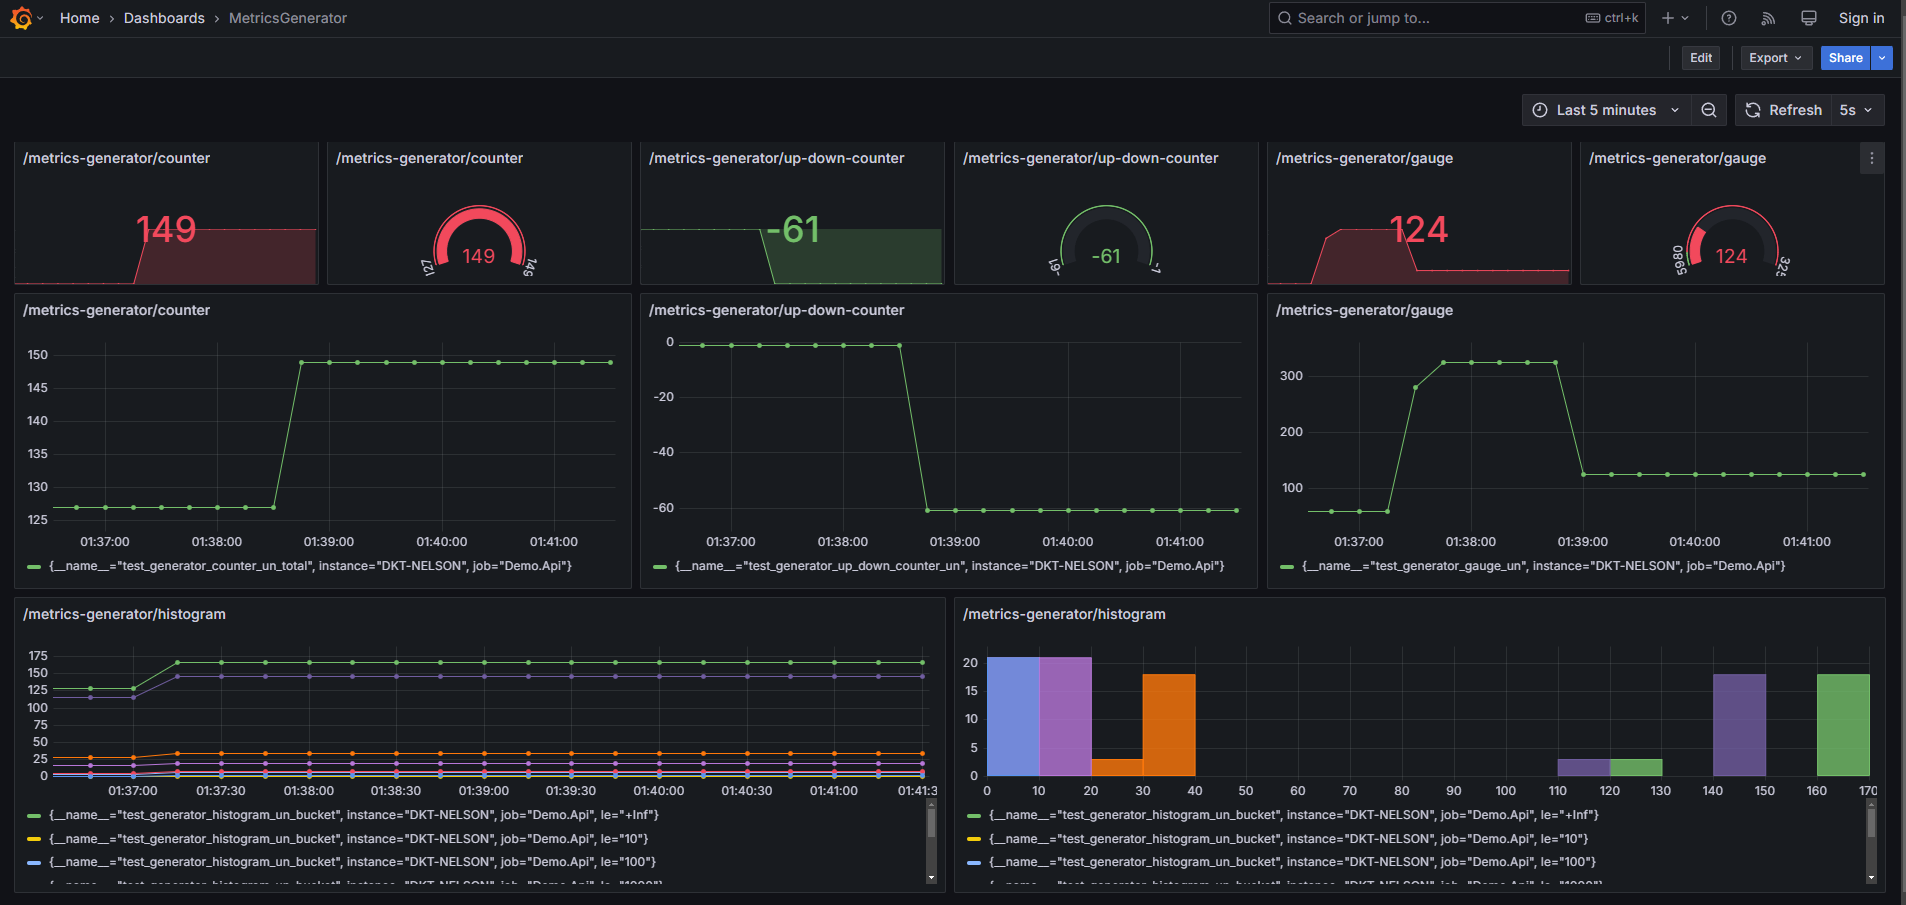 Home › Dashboards › MetricsGenerator
Search or jump to... ctrl+k
Sign in
Edit
Export
Share
Last 5 minutes
Refresh 5s
/metrics-generator/counter
149
/metrics-generator/counter
149
127
149
/metrics-generator/up-down-counter
-61
/metrics-generator/up-down-counter
-61
-61
-1
/metrics-generator/gauge
124
/metrics-generator/gauge
124
/metrics-generator/counter
150
145
140
135
130
125
01:37:00 01:38:00 01:39:00 01:40:00 01:41:00
{__name__="test_generator_counter_un_total", instance="DKT-NELSON", job="Demo.Api"}
/metrics-generator/up-down-counter
0
-20
-40
-60
01:37:00 01:38:00 01:39:00 01:40:00 01:41:00
{__name__="test_generator_up_down_counter_un", instance="DKT-NELSON", job="Demo.Api"}
/metrics-generator/gauge
300
200
100
01:37:00 01:38:00 01:39:00 01:40:00 01:41:00
{__name__="test_generator_gauge_un", instance="DKT-NELSON", job="Demo.Api"}
/metrics-generator/histogram
175
150
125
100
75
50
25
0
01:37:00 01:37:30 01:38:00 01:38:30 01:39:00 01:39:30 01:40:00 01:40:30 01:41:00 01:41:3
{__name__="test_generator_histogram_un_bucket", instance="DKT-NELSON", job="Demo.Api", le="+Inf"}
{__name__="test_generator_histogram_un_bucket", instance="DKT-NELSON", job="Demo.Api", le="10"}
{__name__="test_generator_histogram_un_bucket", instance="DKT-NELSON", job="Demo.Api", le="100"}
/metrics-generator/histogram
20
15
10
5
0
0 10 20 30 40 50 60 70 80 90 100 110 120 130 140 150 160 170
{__name__="test_generator_histogram_un_bucket", instance="DKT-NELSON", job="Demo.Api", le="+Inf"}
{__name__="test_generator_histogram_un_bucket", instance="DKT-NELSON", job="Demo.Api", le="10"}
{__name__="test_generator_histogram_un_bucket", instance="DKT-NELSON", job="Demo.Api", le="100"}